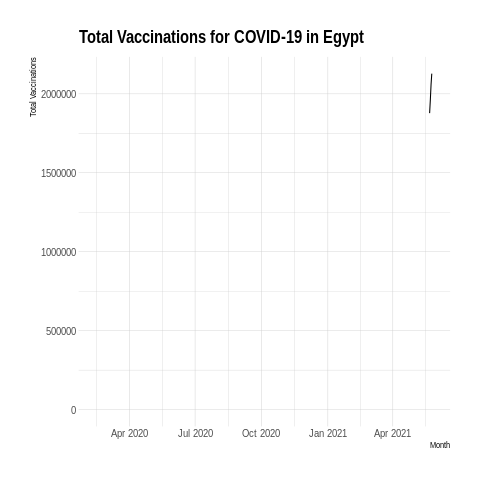 Total Vaccinations for COVID-19 in Egypt
Total Vaccinations
2000000
1500000
1000000
500000
0
Apr 2020 Jul 2020 Oct 2020 Jan 2021 Apr 2021
Month